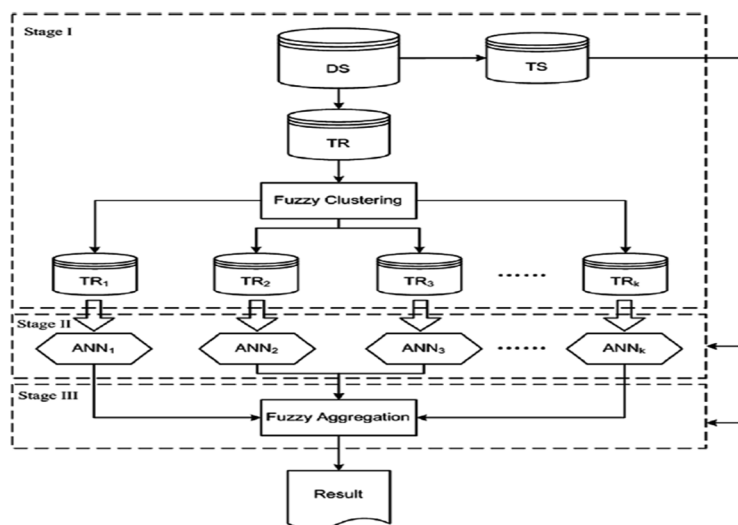 Stage I
DS
TS
TR
Fuzzy Clustering
TR₁
TR₂
TR₃
......
TRₖ
Stage II
ANN₁
ANN₂
ANN₃
......
ANNₖ
Stage III
Fuzzy Aggregation
Result